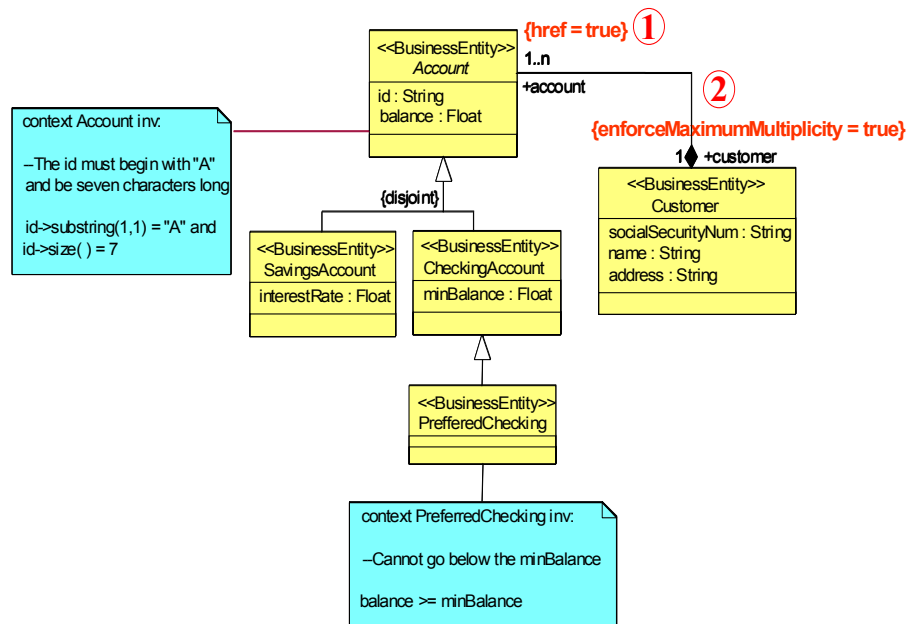 {href = true} 1
<<BusinessEntity>>
Account
1..n
+account
id : String
balance : Float
2
{enforceMaximumMultiplicity = true}
context Account inv:
--The id must begin with "A"
and be seven characters long
id->substring(1,1) = "A" and
id->size( ) = 7
1 +customer
<<BusinessEntity>>
Customer
socialSecurityNum : String
name : String
address : String
{disjoint}
<<BusinessEntity>>
SavingsAccount
interestRate : Float
<<BusinessEntity>>
CheckingAccount
minBalance : Float
<<BusinessEntity>>
PrefferedChecking
context PreferredChecking inv:
--Cannot go below the minBalance
balance >= minBalance